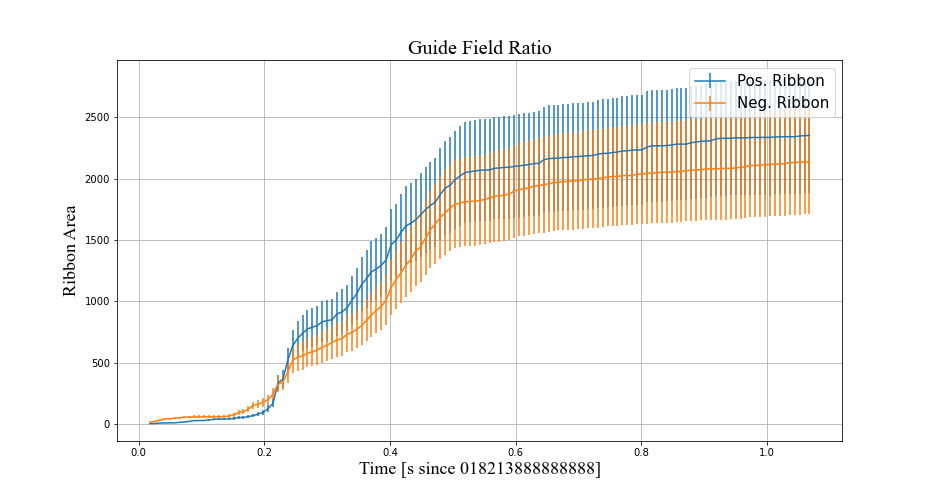 Guide Field Ratio
Pos. Ribbon
Neg. Ribbon
Ribbon Area
2500
2000
1500
1000
500
0
0.0 0.2 0.4 0.6 0.8 1.0
Time [s since 018213888888888]